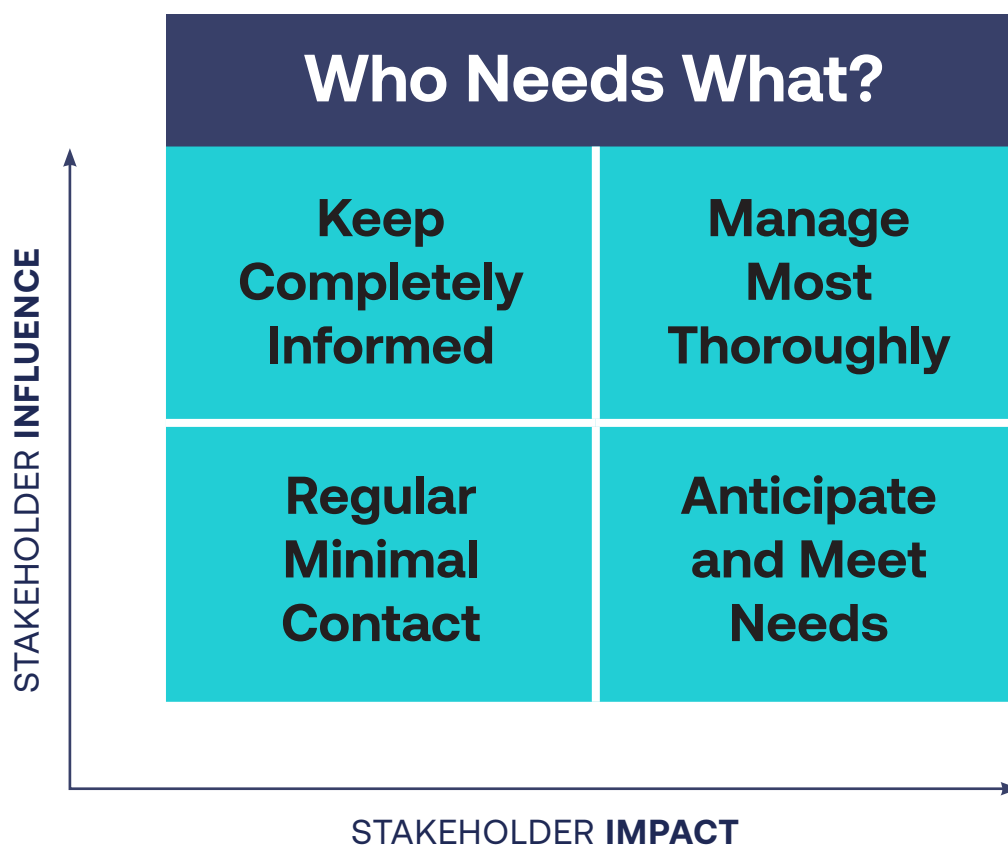 Who Needs What?
Keep
Completely
Informed
Manage
Most
Thoroughly
Regular
Minimal
Contact
Anticipate
and Meet
Needs
STAKEHOLDER INFLUENCE
STAKEHOLDER IMPACT